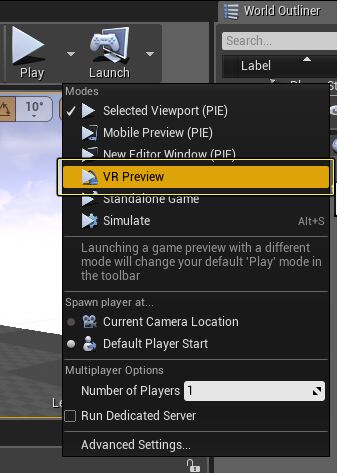 World Outliner
Search...
Label
Play
Launch
10°
Modes
Selected Viewport (PIE)
Mobile Preview (PIE)
New Editor Window (PIE)
VR Preview
Standalone Game
Simulate Alt+S
Launching a game preview with a different
mode will change your default 'Play' mode in
the toolbar
Spawn player at...
Current Camera Location
Default Player Start
Multiplayer Options
Number of Players 1
Run Dedicated Server
Advanced Settings...